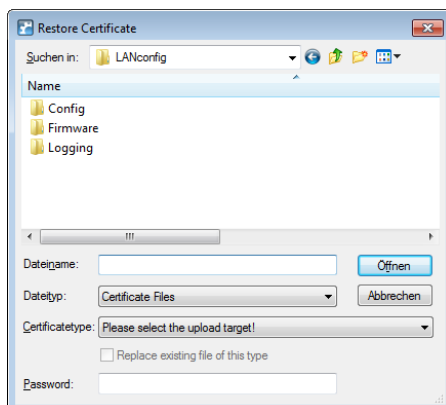 Restore Certificate
Suchen in: LANconfig
Name
Config
Firmware
Logging
Dateiname: Öffnen
Dateityp: Certificate Files Abbrechen
Certificatetype: Please select the upload target!
Replace existing file of this type
Password: